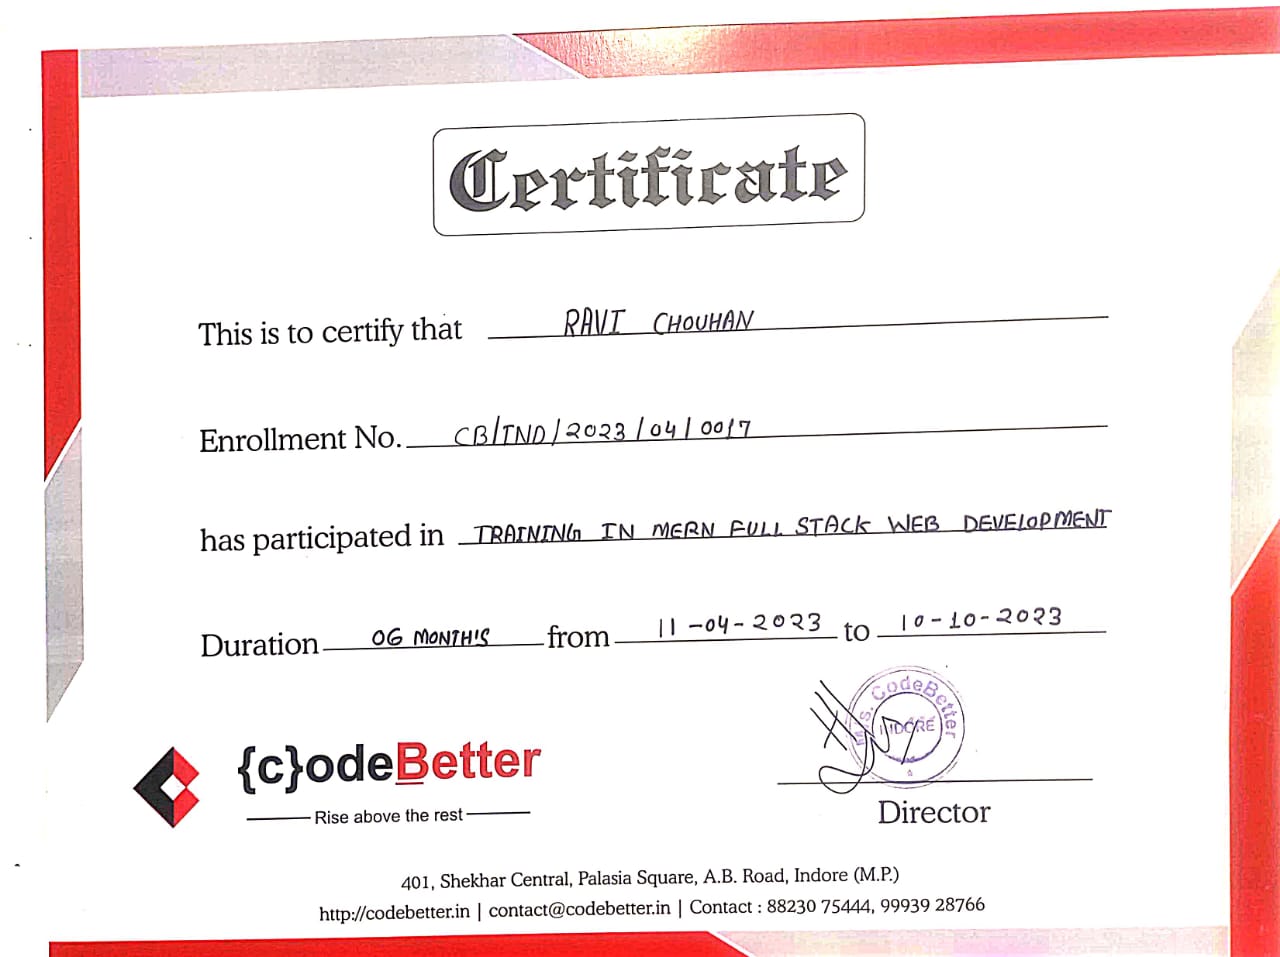 Certificate
This is to certify that RAVI CHOUHAN
Enrollment No. CB/IND/2023/04/0017
has participated in TRAINING IN MERN FULL STACK WEB DEVELOPMENT
Duration 06 MONTH'S from 11-04-2023 to 10-10-2023
M.S. CodeBetter
INDORE
{c}odeBetter
Rise above the rest
Director
401, Shekhar Central, Palasia Square, A.B. Road, Indore (M.P.)
http://codebetter.in | contact@codebetter.in | Contact : 88230 75444, 99939 28766